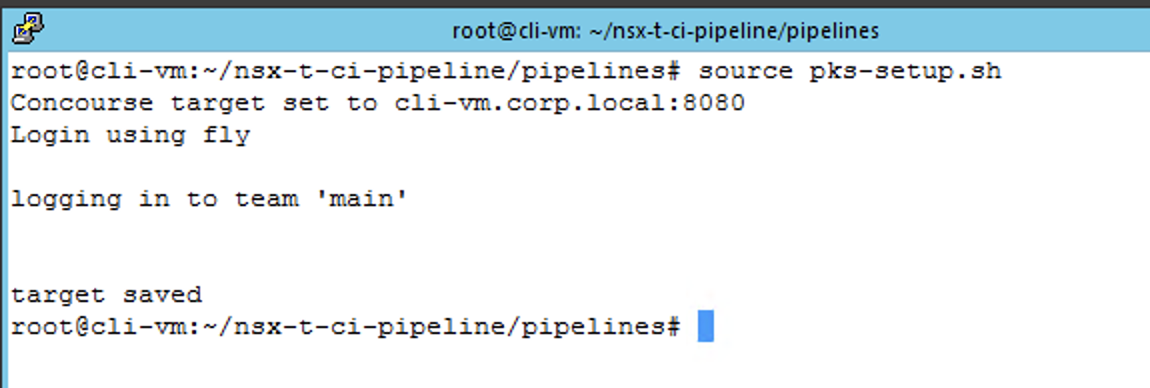 root@cli-vm: ~/nsx-t-ci-pipeline/pipelines
root@cli-vm:~/nsx-t-ci-pipeline/pipelines# source pks-setup.sh
Concourse target set to cli-vm.corp.local:8080
Login using fly
logging in to team 'main'
target saved
root@cli-vm:~/nsx-t-ci-pipeline/pipelines#